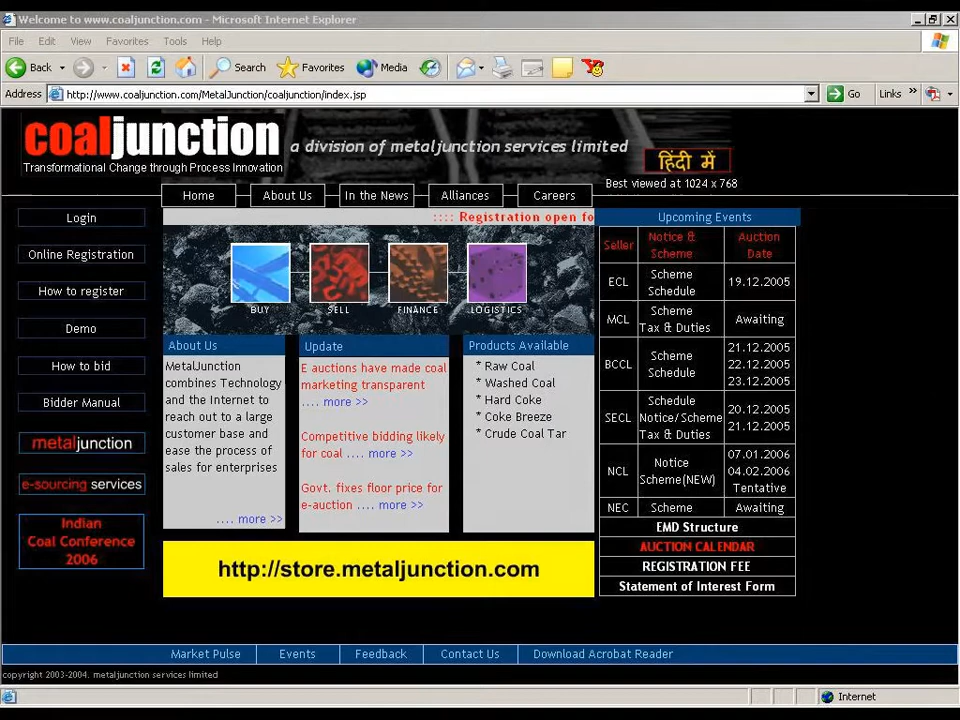 Welcome to www.coaljunction.com - Microsoft Internet Explorer
File Edit View Favorites Tools Help
Back Search Favorites Media
Address http://www.coaljunction.com/MetalJunction/coaljunction/index.jsp Go Links »
coaljunction a division of metaljunction services limited
Transformational Change through Process Innovation
हिंदी में
Best viewed at 1024 x 768
Home About Us In the News Alliances Careers
Login
Online Registration
How to register
Demo
How to bid
Bidder Manual
metaljunction
e-sourcing services
Indian
Coal Conference
2006
:::: Registration open fo
BUY SELL FINANCE LOGISTICS
About Us
MetalJunction
combines Technology
and the Internet to
reach out to a large
customer base and
ease the process of
sales for enterprises
.... more >>
Update
E auctions have made coal
marketing transparent
.... more >>
Competitive bidding likely
for coal .... more >>
Govt. fixes floor price for
e-auction .... more >>
Products Available
* Raw Coal
* Washed Coal
* Hard Coke
* Coke Breeze
* Crude Coal Tar
http://store.metaljunction.com
Upcoming Events
Seller Notice & Scheme Auction Date
ECL Scheme Schedule 19.12.2005
MCL Scheme Tax & Duties Awaiting
BCCL Scheme Schedule 21.12.2005 22.12.2005 23.12.2005
SECL Schedule Notice/Scheme Tax & Duties 20.12.2005 21.12.2005
NCL Notice Scheme(NEW) 07.01.2006 04.02.2006 Tentative
NEC Scheme Awaiting
EMD Structure
AUCTION CALENDAR
REGISTRATION FEE
Statement of Interest Form
Market Pulse Events Feedback Contact Us Download Acrobat Reader
copyright 2003-2004. metaljunction services limited
Internet